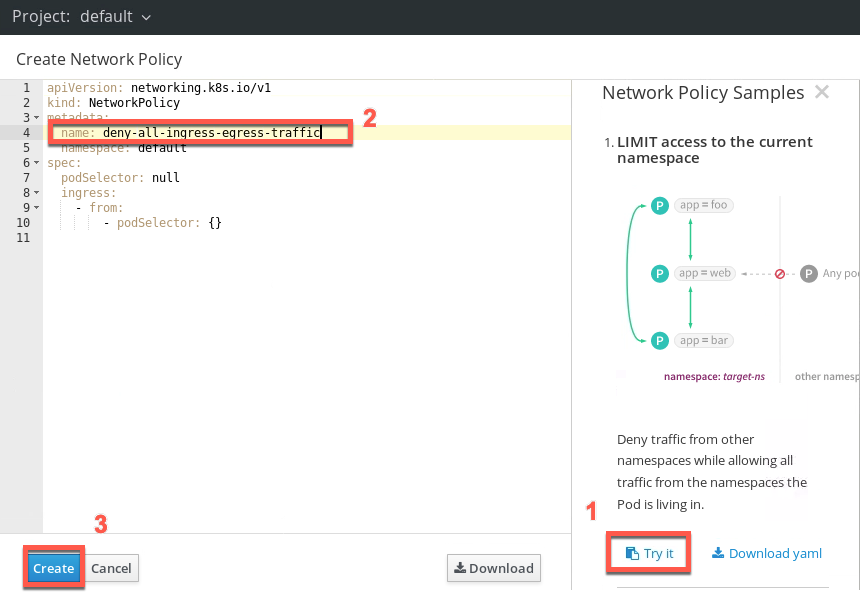 Project: default
Create Network Policy
1 apiVersion: networking.k8s.io/v1
2 kind: NetworkPolicy
3 metadata:
4 name: deny-all-ingress-egress-traffic
5 namespace: default
6 spec:
7 podSelector: null
8 ingress:
9 - from:
10 - podSelector: {}
11
2
3
Create
Cancel
Download
Network Policy Samples
1. LIMIT access to the current
namespace
P app = foo
P app = web
P Any
P app = bar
namespace: target-ns
other
Deny traffic from other
namespaces while allowing all
traffic from the namespaces the
Pod is living in.
1
Try it
Download yaml